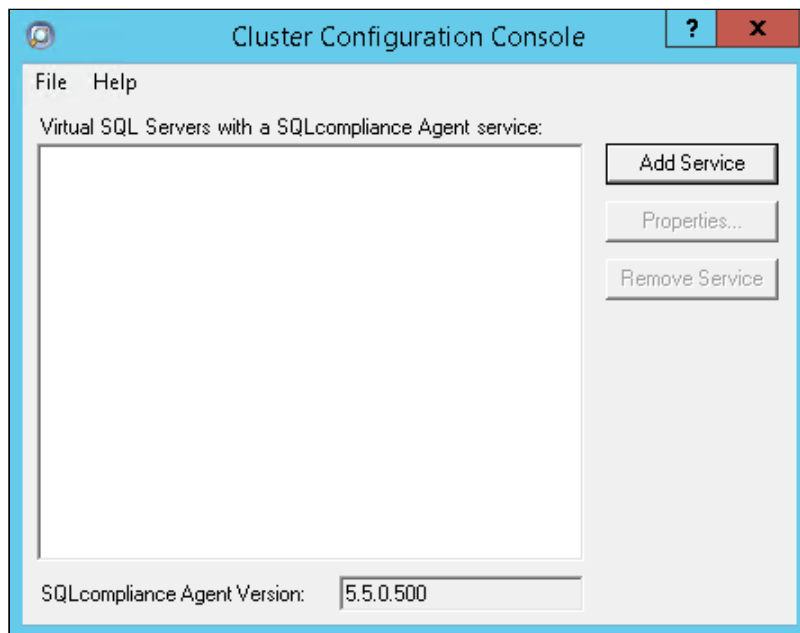 Cluster Configuration Console
? x
File Help
Virtual SQL Servers with a SQLcompliance Agent service:
Add Service
Properties...
Remove Service
SQLcompliance Agent Version: 5.5.0.500